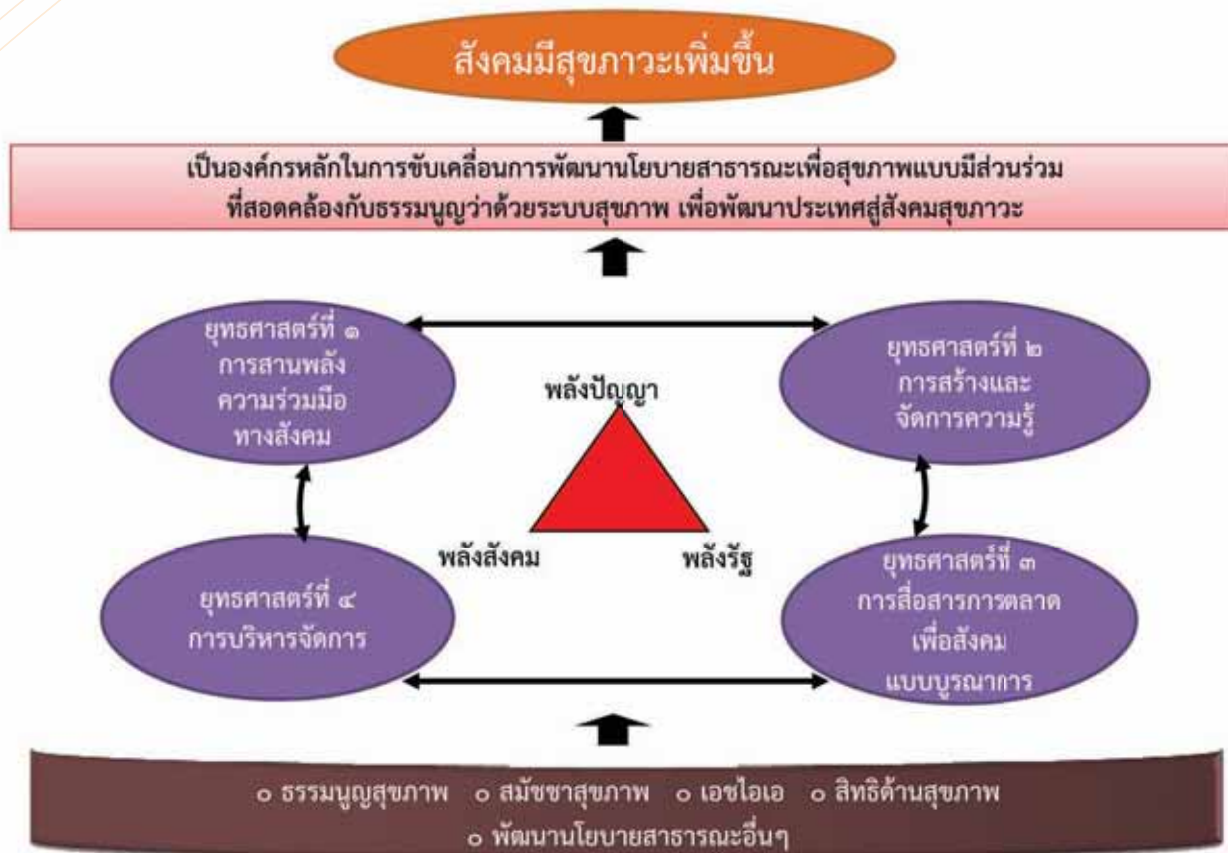 สังคมมีสุขภาวะเพิ่มขึ้น
เป็นองค์กรหลักในการขับเคลื่อนการพัฒนานโยบายสาธารณะเพื่อสุขภาพแบบมีส่วนร่วม
ที่สอดคล้องกับธรรมนูญว่าด้วยระบบสุขภาพ เพื่อพัฒนาประเทศสู่สังคมสุขภาวะ
ยุทธศาสตร์ที่ ๑
การสานพลัง
ความร่วมมือ
ทางสังคม
ยุทธศาสตร์ที่ ๒
การสร้างและ
จัดการความรู้
พลังปัญญา
พลังสังคม
พลังรัฐ
ยุทธศาสตร์ที่ ๔
การบริหารจัดการ
ยุทธศาสตร์ที่ ๓
การสื่อสารการตลาด
เพื่อสังคม
แบบบูรณาการ
๐ ธรรมนูญสุขภาพ ๐ สมัชชาสุขภาพ ๐ เอชไอเอ ๐ สิทธิด้านสุขภาพ
๐ พัฒนานโยบายสาธารณะอื่นๆ